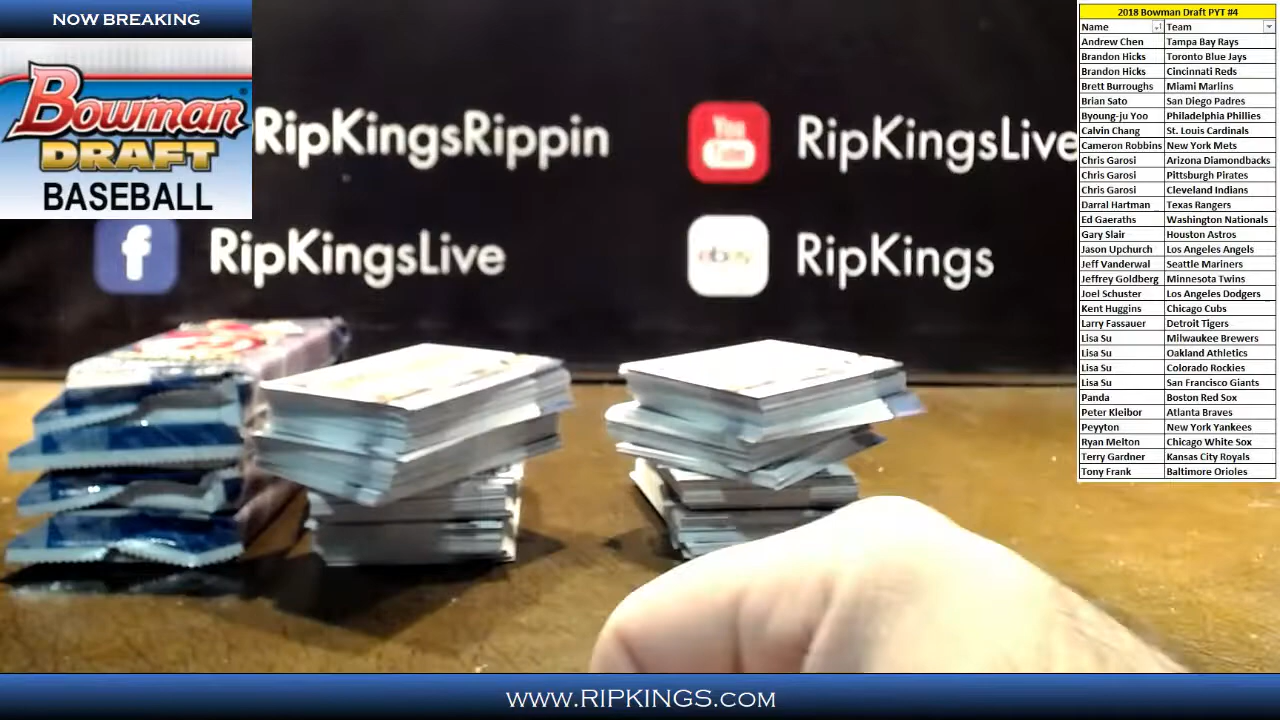 NOW BREAKING
Bowman
DRAFT
BASEBALL
RipKingsRippin
You
Tube
RipKingsLive
f
RipKingsLive
ebay
RipKings
2018 Bowman Draft PYT #4
Name Team
Andrew Chen Tampa Bay Rays
Brandon Hicks Toronto Blue Jays
Brandon Hicks Cincinnati Reds
Brett Burroughs Miami Marlins
Brian Sato San Diego Padres
Byoung-ju Yoo Philadelphia Phillies
Calvin Chang St. Louis Cardinals
Cameron Robbins New York Mets
Chris Garosi Arizona Diamondbacks
Chris Garosi Pittsburgh Pirates
Chris Garosi Cleveland Indians
Darral Hartman Texas Rangers
Ed Gaeraths Washington Nationals
Gary Slair Houston Astros
Jason Upchurch Los Angeles Angels
Jeff Vanderwal Seattle Mariners
Jeffrey Goldberg Minnesota Twins
Joel Schuster Los Angeles Dodgers
Kent Huggins Chicago Cubs
Larry Fassauer Detroit Tigers
Lisa Su Milwaukee Brewers
Lisa Su Oakland Athletics
Lisa Su Colorado Rockies
Lisa Su San Francisco Giants
Panda Boston Red Sox
Peter Kleibor Atlanta Braves
Peyyton New York Yankees
Ryan Melton Chicago White Sox
Terry Gardner Kansas City Royals
Tony Frank Baltimore Orioles
WWW.RIPKINGS.COM